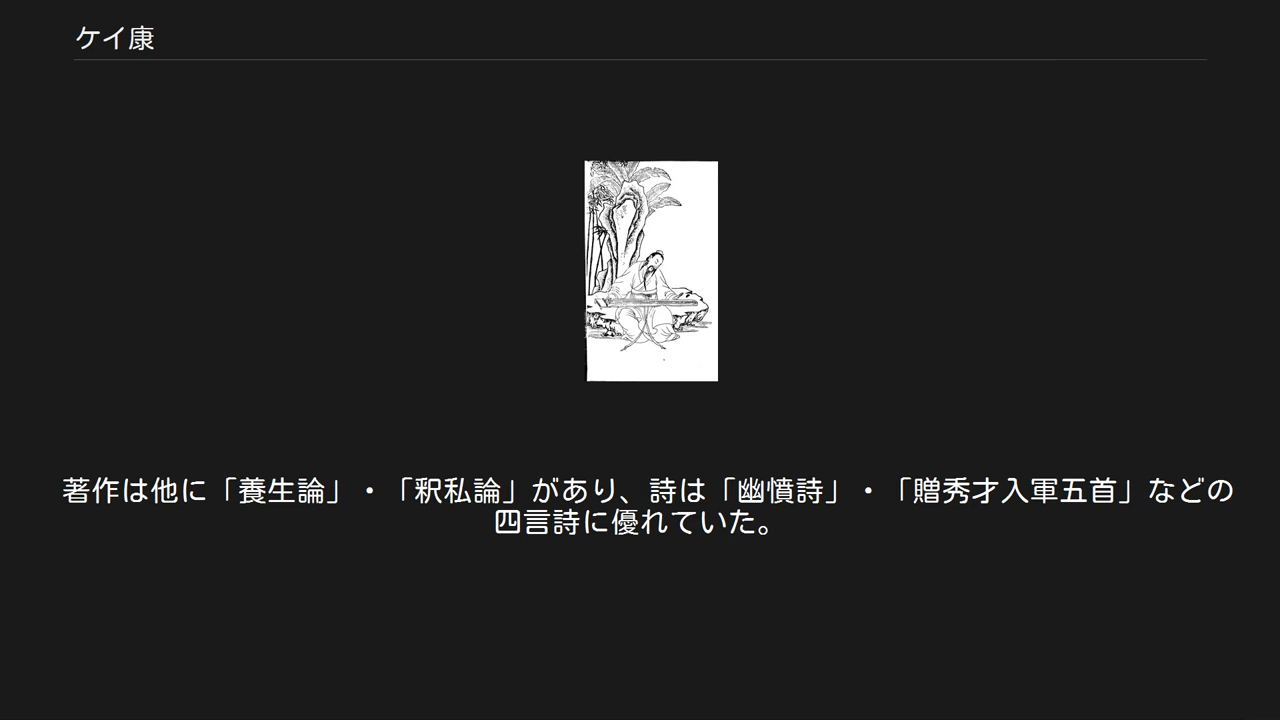 ケイ康
著作は他に「養生論」・「釈私論」があり、詩は「幽憤詩」・「贈秀才入軍五首」などの
四言詩に優れていた。